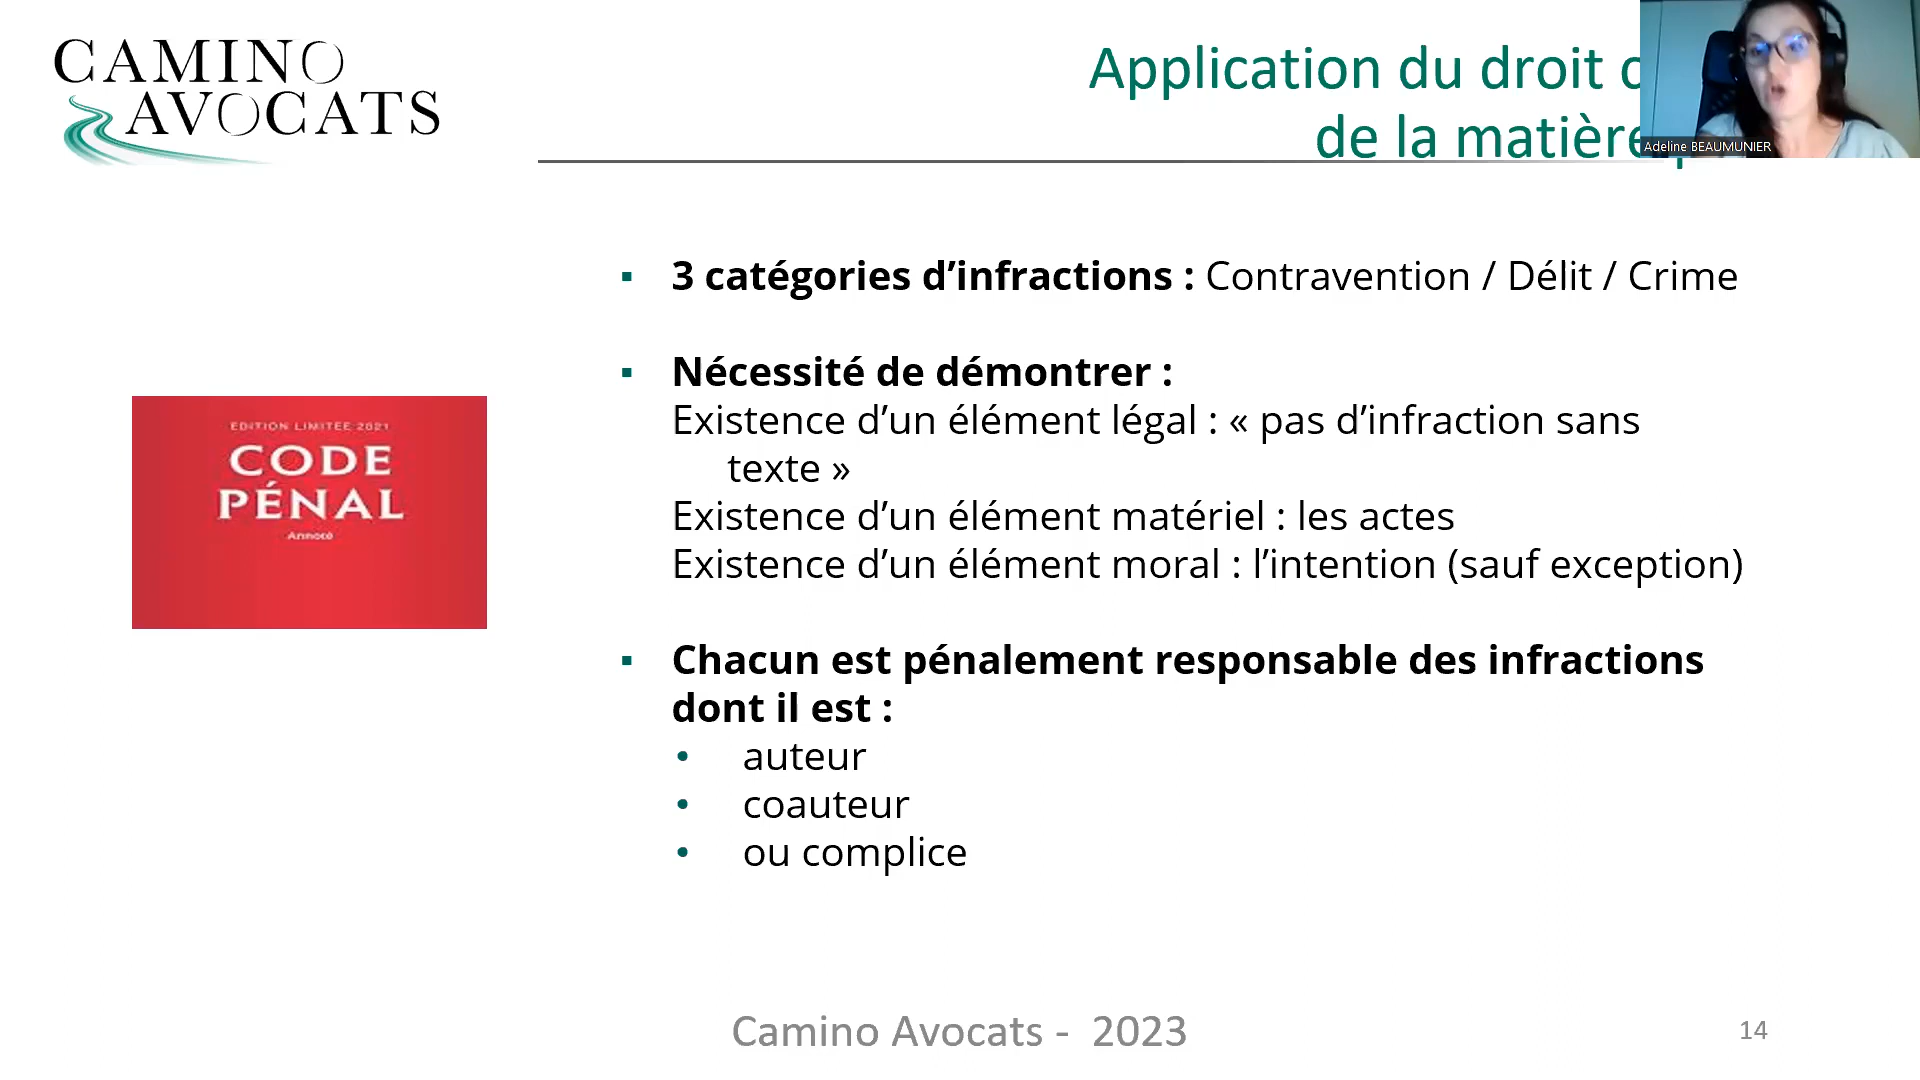 CAMINO
AVOCATS
Application du droit
de la matière
Adeline BEAUMUNIER
▪ 3 catégories d’infractions : Contravention / Délit / Crime
▪ Nécessité de démontrer :
Existence d’un élément légal : « pas d’infraction sans
texte »
Existence d’un élément matériel : les actes
Existence d’un élément moral : l’intention (sauf exception)
EDITION LIMITÉE 2021
CODE
PÉNAL
Annoté
▪ Chacun est pénalement responsable des infractions
dont il est :
• auteur
• coauteur
• ou complice
Camino Avocats - 2023
14